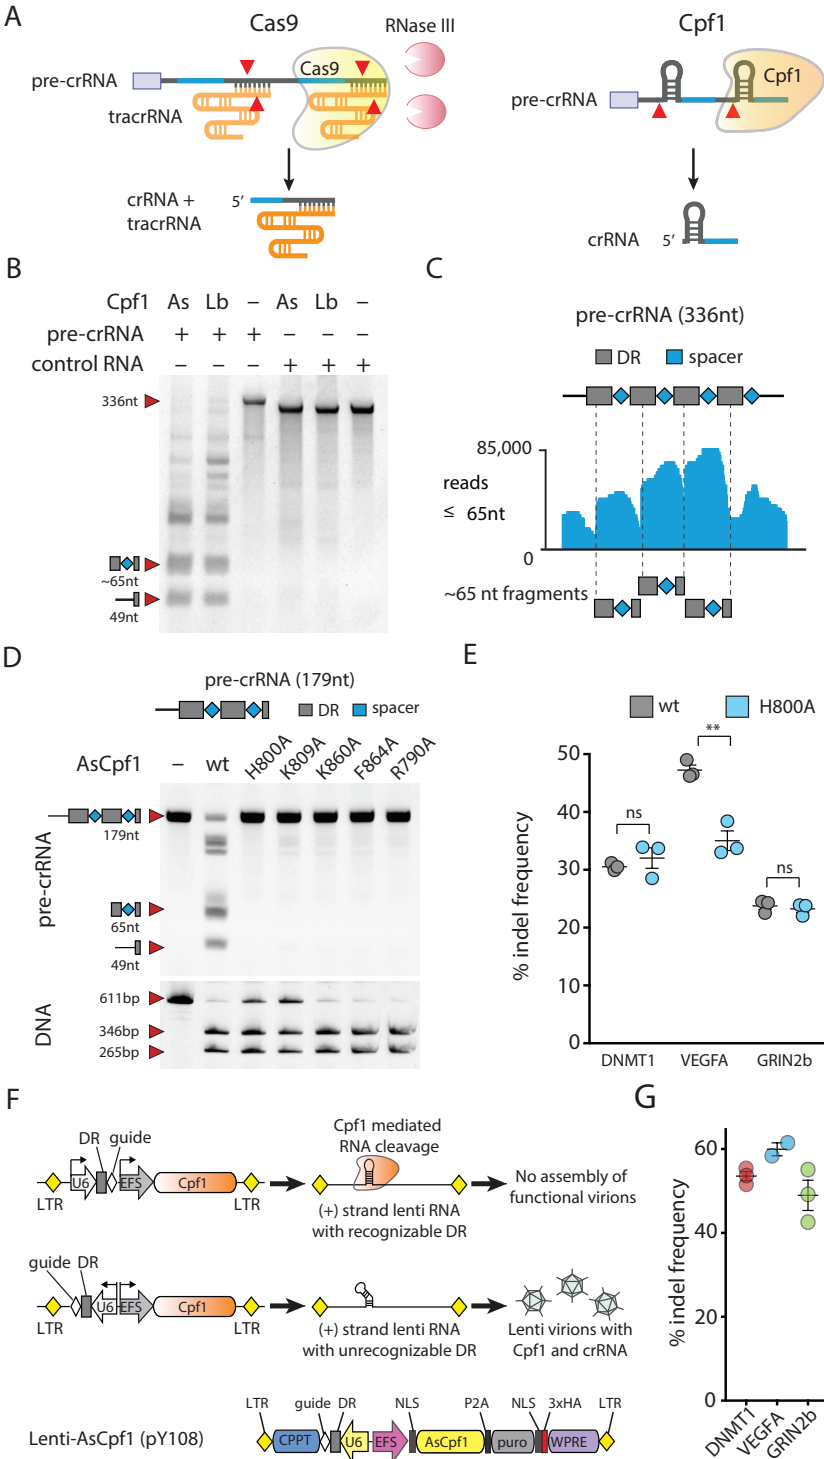 A
Cas9
RNase III
Cpf1
pre-crRNA
Cas9
tracrRNA
pre-crRNA
Cpf1
crRNA +
tracrRNA
5’
crRNA
5’
B
Cpf1 As Lb – As Lb –
pre-crRNA + + + – – –
control RNA – – – + + +
336nt
~65nt
49nt
C
pre-crRNA (336nt)
DR
spacer
85,000
reads
≤ 65nt
0
~65 nt fragments
D
pre-crRNA (179nt)
DR
spacer
AsCpf1 – wt H800A K809A K860A F864A R790A
pre-crRNA
179nt
65nt
49nt
DNA
611bp
346bp
265bp
E
wt
H800A
% indel frequency
50
40
30
20
10
0
ns
**
ns
DNMT1
VEGFA
GRIN2b
F
DR guide
U6
EFS
Cpf1
LTR
LTR
Cpf1 mediated
RNA cleavage
(+) strand lenti RNA
with recognizable DR
No assembly of
functional virions
guide DR
U6
EFS
Cpf1
LTR
LTR
(+) strand lenti RNA
with unrecognizable DR
Lenti virions with
Cpf1 and crRNA
Lenti-AsCpf1 (pY108)
LTR guide DR NLS P2A NLS 3xHA LTR
CPPT U6 EFS AsCpf1 puro WPRE
G
% indel frequency
60
40
20
0
DNMT1
VEGFA
GRIN2b